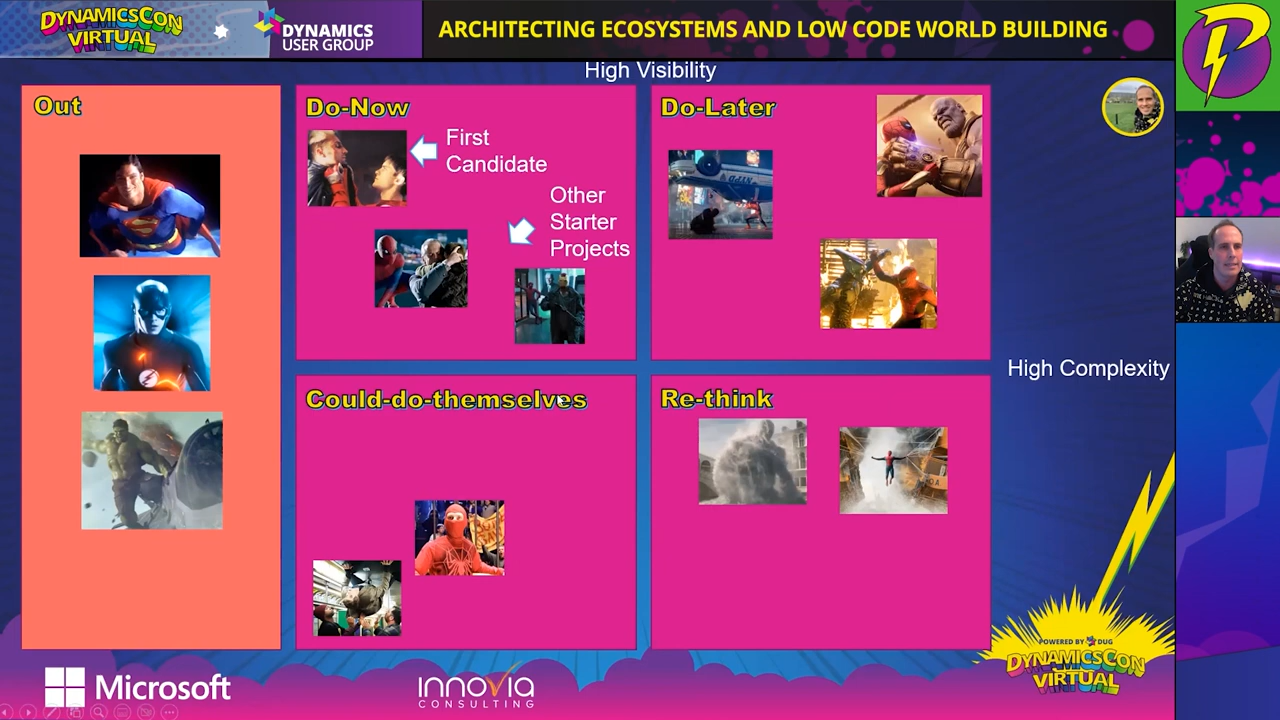 DYNAMICSCON
VIRTUAL
DYNAMICS
USER GROUP
ARCHITECTING ECOSYSTEMS AND LOW CODE WORLD BUILDING
High Visibility
Out
Do-Now
First
Candidate
Other
Starter
Projects
Do-Later
High Complexity
Could-do-themselves
Re-think
Microsoft
INNOVIA
CONSULTING
POWERED BY DUG
DYNAMICSCON
VIRTUAL